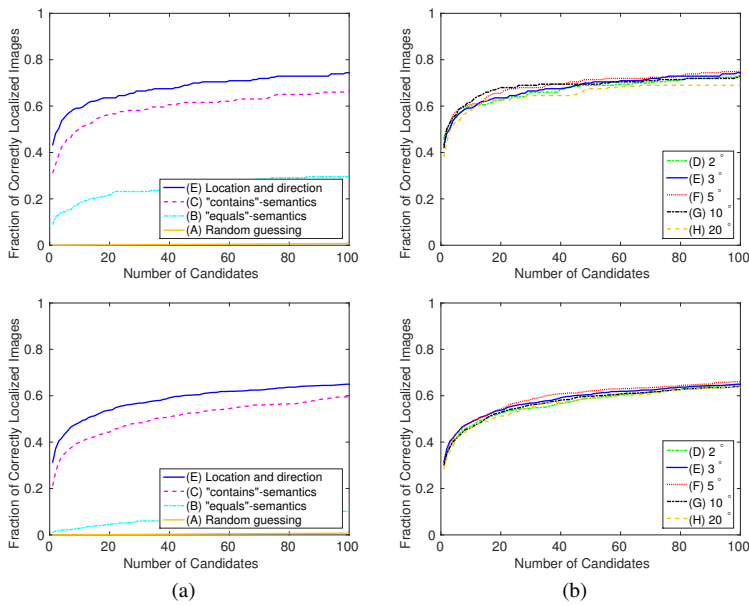 1
0.8
0.6
0.4
0.2
0
0 20 40 60 80 100
Number of Candidates
Fraction of Correctly Localized Images
(E) Location and direction
(C) "contains"-semantics
(B) "equals"-semantics
(A) Random guessing
1
0.8
0.6
0.4
0.2
0
0 20 40 60 80 100
Number of Candidates
Fraction of Correctly Localized Images
(D) 2 °
(E) 3 °
(F) 5 °
(G) 10 °
(H) 20 °
1
0.8
0.6
0.4
0.2
0
0 20 40 60 80 100
Number of Candidates
Fraction of Correctly Localized Images
(E) Location and direction
(C) "contains"-semantics
(B) "equals"-semantics
(A) Random guessing
(a)
1
0.8
0.6
0.4
0.2
0
0 20 40 60 80 100
Number of Candidates
Fraction of Correctly Localized Images
(D) 2 °
(E) 3 °
(F) 5 °
(G) 10 °
(H) 20 °
(b)